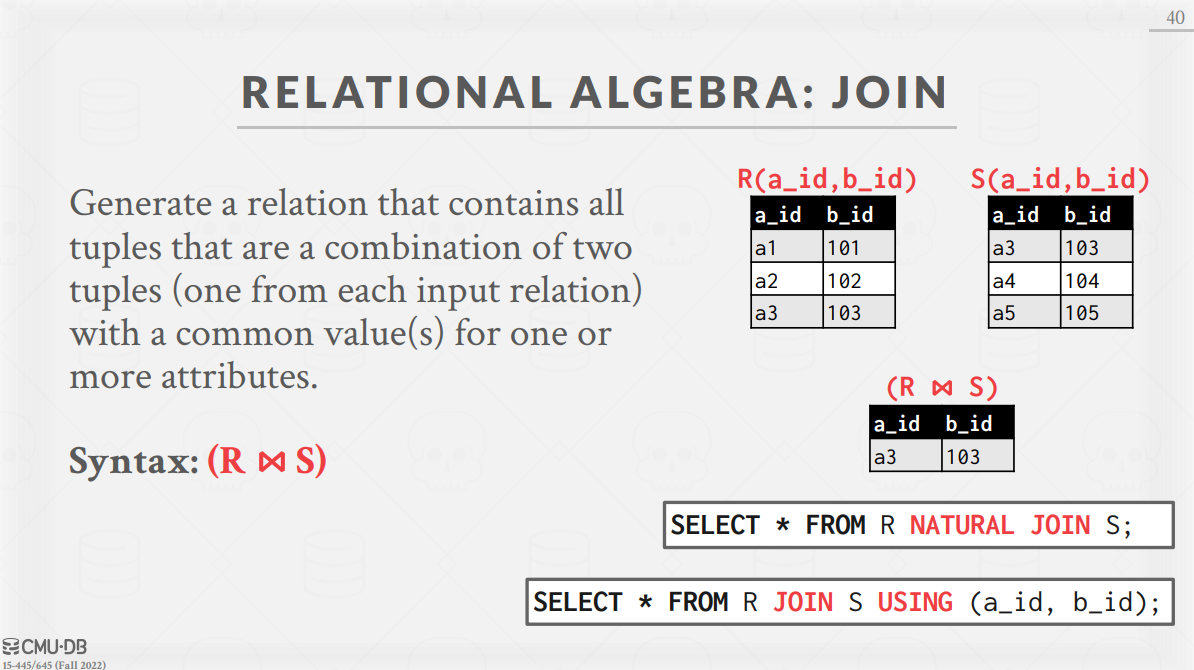 40
RELATIONAL ALGEBRA: JOIN
Generate a relation that contains all
tuples that are a combination of two
tuples (one from each input relation)
with a common value(s) for one or
more attributes.
Syntax: (R ⋈ S)
R(a_id,b_id)
a_id b_id
a1 101
a2 102
a3 103
S(a_id,b_id)
a_id b_id
a3 103
a4 104
a5 105
(R ⋈ S)
a_id b_id
a3 103
SELECT * FROM R NATURAL JOIN S;
SELECT * FROM R JOIN S USING (a_id, b_id);
CMU·DB
15-445/645 (Fall 2022)